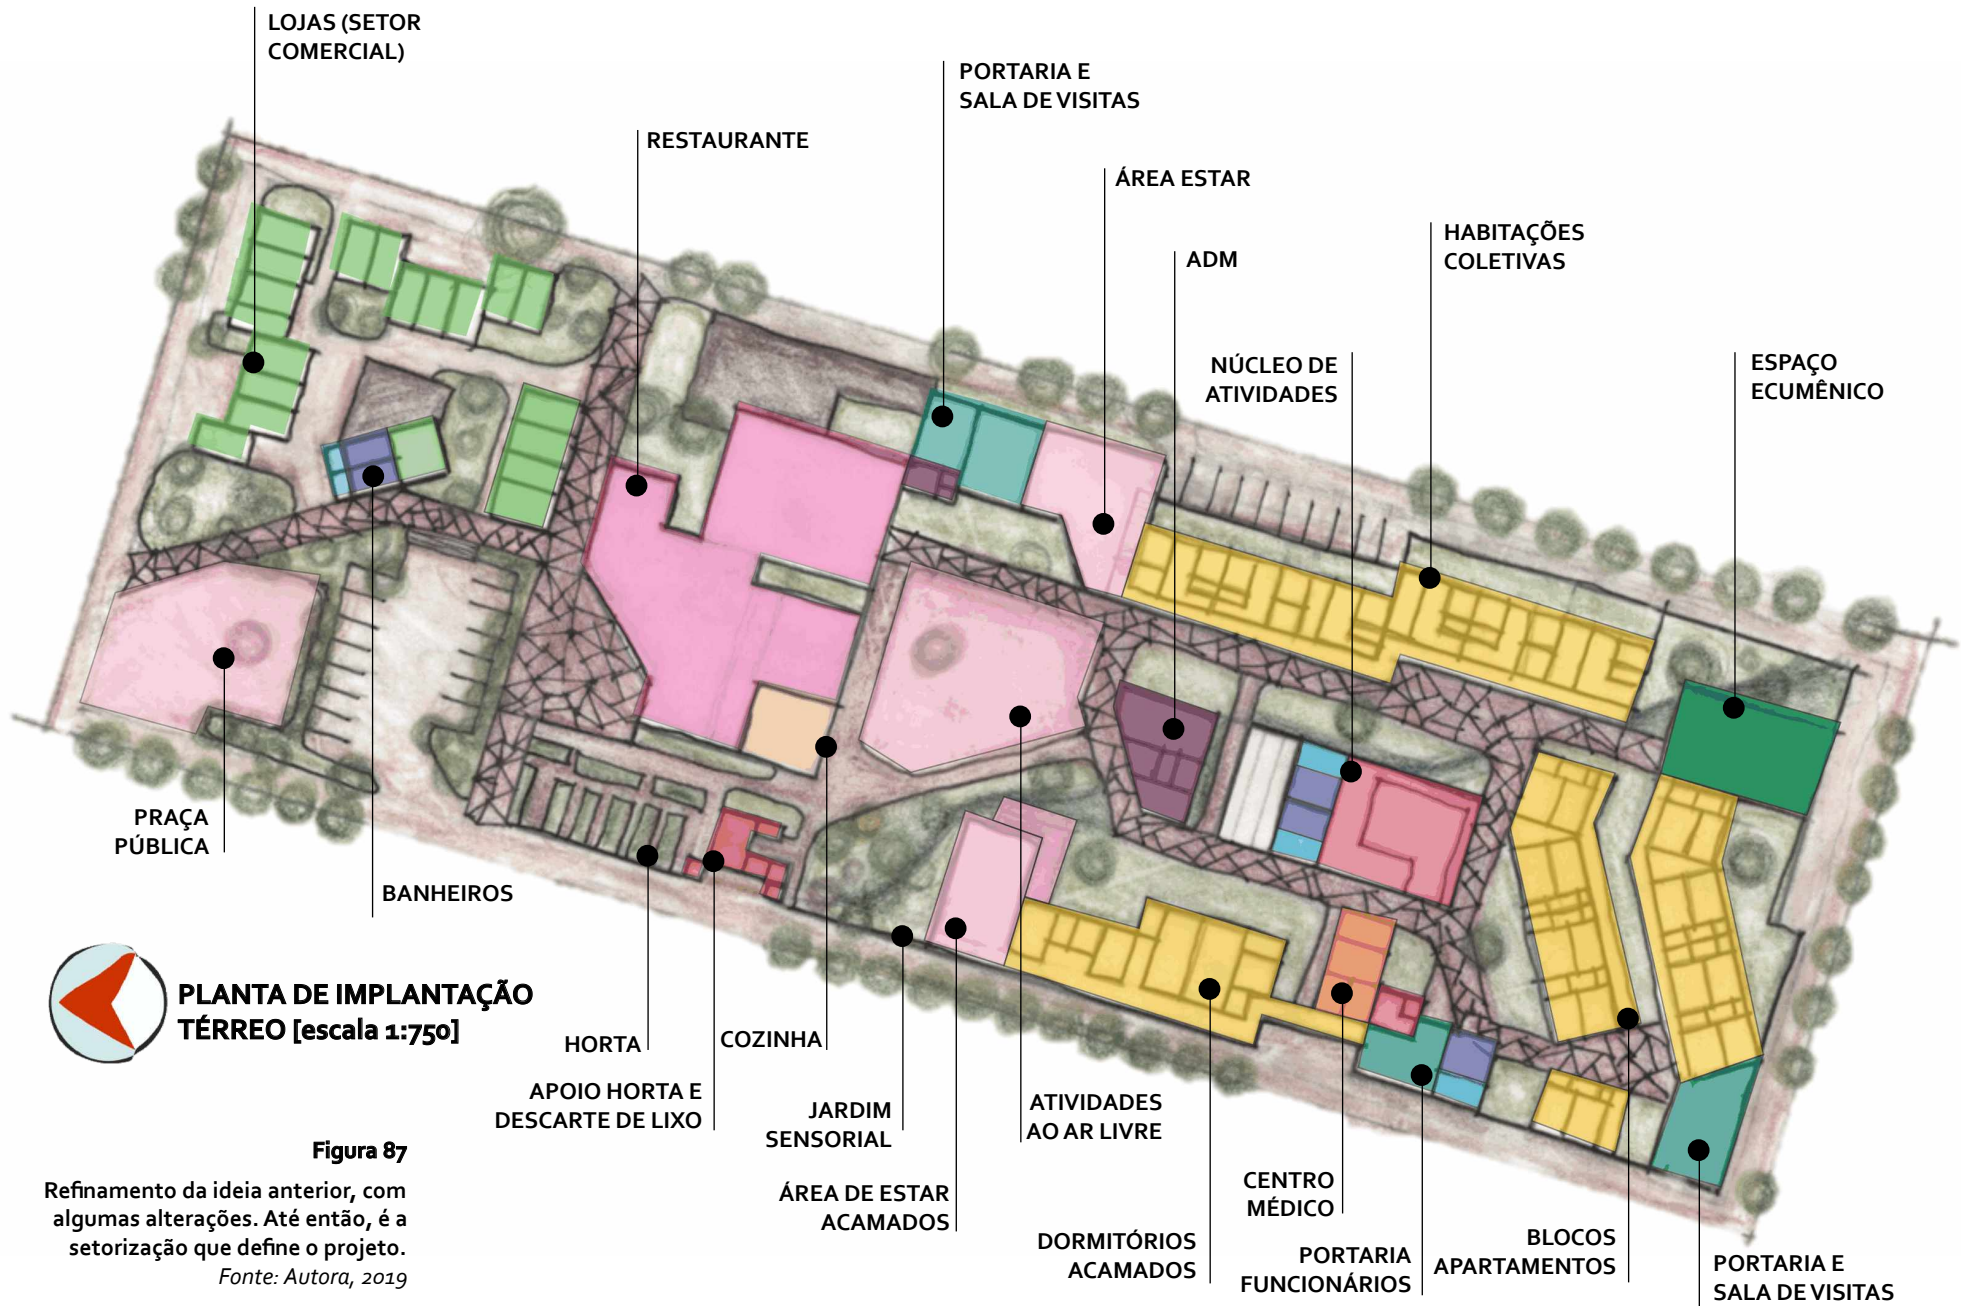 LOJAS (SETOR
COMERCIAL)
PORTARIA E
SALA DE VISITAS
RESTAURANTE
ÁREA ESTAR
HABITAÇÕES
COLETIVAS
ADM
NÚCLEO DE
ATIVIDADES
ESPAÇO
ECUMÊNICO
PRAÇA
PÚBLICA
BANHEIROS
PLANTA DE IMPLANTAÇÃO
TÉRREO [escala 1:750]
HORTA
COZINHA
APOIO HORTA E
DESCARTE DE LIXO
JARDIM
SENSORIAL
ATIVIDADES
AO AR LIVRE
ÁREA DE ESTAR
ACAMADOS
CENTRO
MÉDICO
DORMITÓRIOS
ACAMADOS
PORTARIA
FUNCIONÁRIOS
BLOCOS
APARTAMENTOS
PORTARIA E
SALA DE VISITAS
Figura 87
Refinamento da ideia anterior, com
algumas alterações. Até então, é a
setorização que define o projeto.
Fonte: Autora, 2019